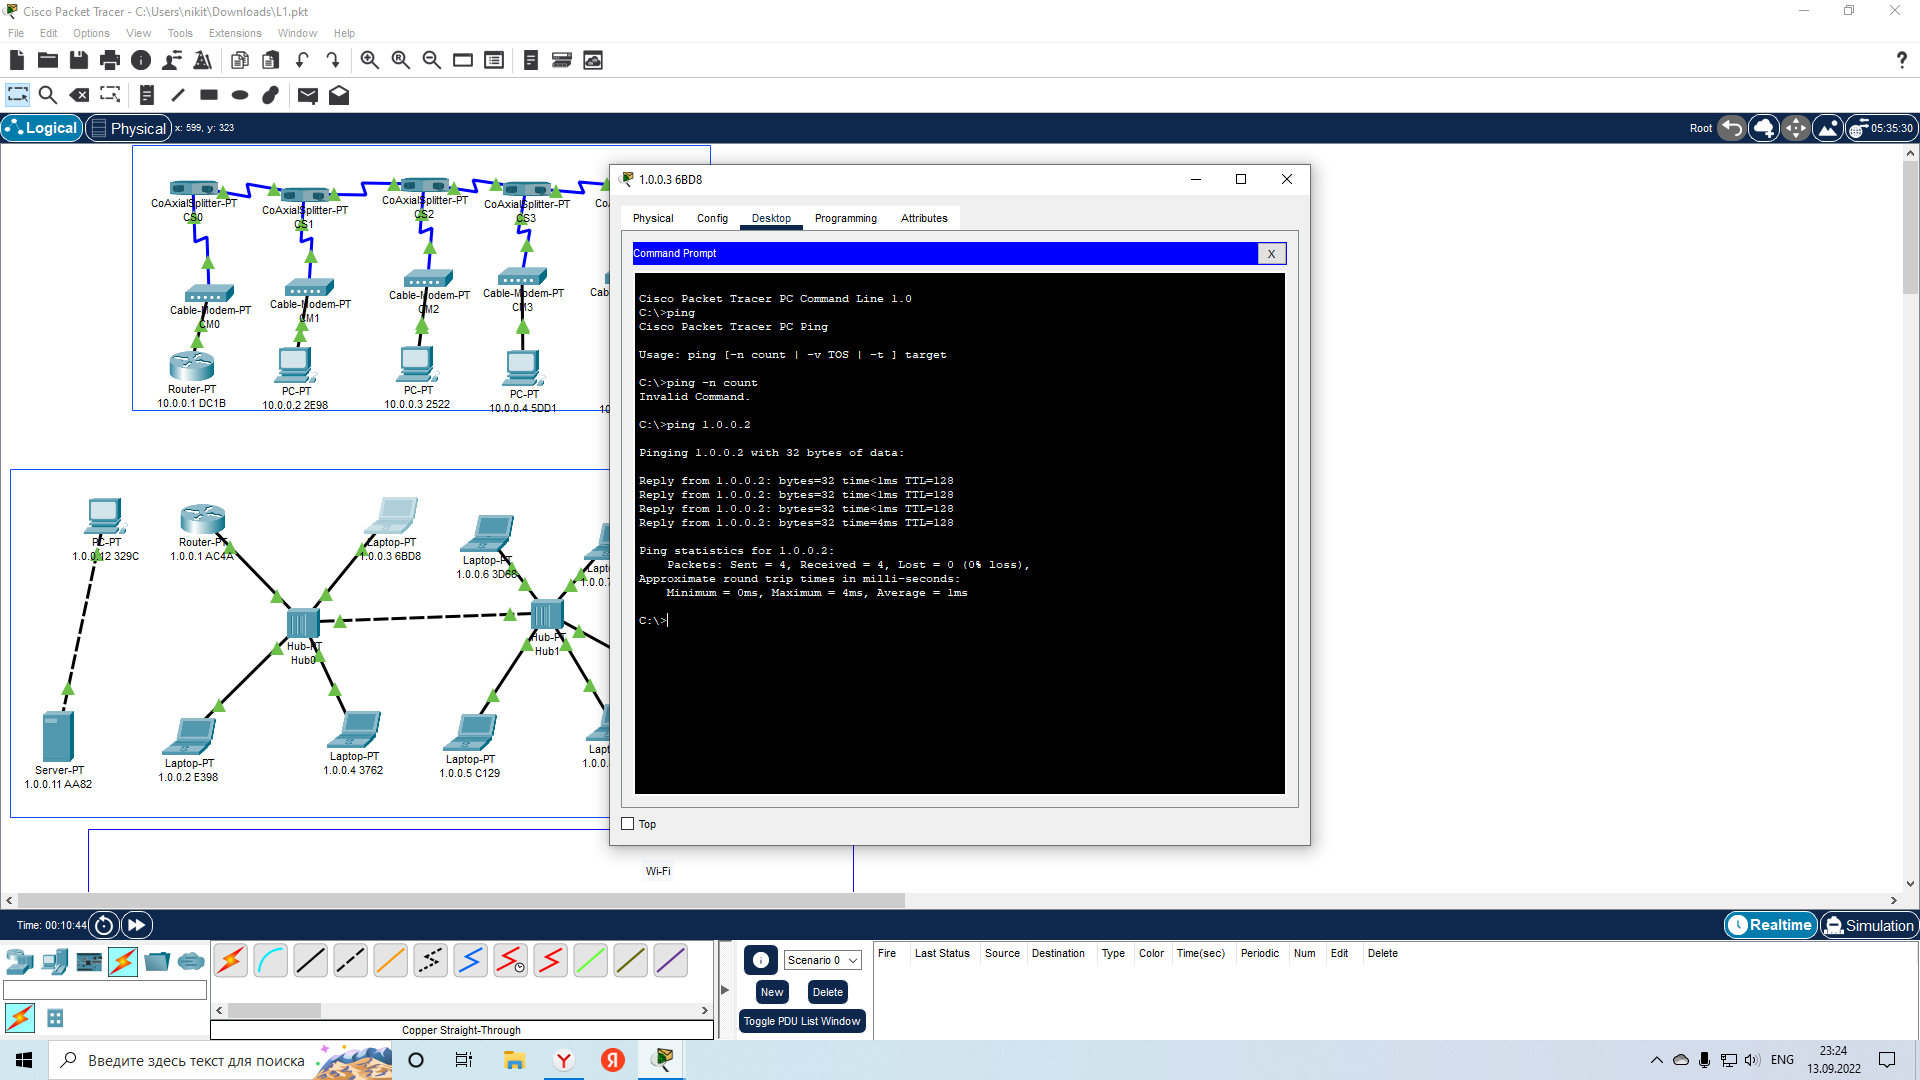 Cisco Packet Tracer - C:\Users\nikit\Downloads\L1.pkt
File Edit Options View Tools Extensions Window Help
Logical Physical x: 599, y: 323 Root 05:35:30
CoAxialSplitter-PT
CS0
CoAxialSplitter-PT
CS1
CoAxialSplitter-PT
CS2
CoAxialSplitter-PT
CS3
Co
Cable-Modem-PT
CM0
Cable-Modem-PT
CM1
Cable-Modem-PT
CM2
Cable-Modem-PT
CM3
Cab
Router-PT
10.0.0.1 DC1B
PC-PT
10.0.0.2 2E98
PC-PT
10.0.0.3 2522
PC-PT
10.0.0.4 5DD1
10
PC-PT
1.0.0.12 329C
Router-PT
1.0.0.1 AC4A
Laptop-PT
1.0.0.3 6BD8
Laptop-PT
1.0.0.6 3D68
Lapto
1.0.0.7
Hub-PT
Hub0
Hub-PT
Hub1
Server-PT
1.0.0.11 AA82
Laptop-PT
1.0.0.2 E398
Laptop-PT
1.0.0.4 3762
Laptop-PT
1.0.0.5 C129
Lapt
1.0.0.
Wi-Fi
1.0.0.3 6BD8
Physical Config Desktop Programming Attributes
Command Prompt X
Cisco Packet Tracer PC Command Line 1.0
C:\>ping
Cisco Packet Tracer PC Ping
Usage: ping [-n count | -v TOS | -t ] target
C:\>ping -n count
Invalid Command.
C:\>ping 1.0.0.2
Pinging 1.0.0.2 with 32 bytes of data:
Reply from 1.0.0.2: bytes=32 time<1ms TTL=128
Reply from 1.0.0.2: bytes=32 time<1ms TTL=128
Reply from 1.0.0.2: bytes=32 time<1ms TTL=128
Reply from 1.0.0.2: bytes=32 time=4ms TTL=128
Ping statistics for 1.0.0.2:
Packets: Sent = 4, Received = 4, Lost = 0 (0% loss),
Approximate round trip times in milli-seconds:
Minimum = 0ms, Maximum = 4ms, Average = 1ms
C:\>
Top
Time: 00:10:44 Realtime Simulation
Scenario 0
New Delete
Toggle PDU List Window
Fire Last Status Source Destination Type Color Time(sec) Periodic Num Edit Delete
Copper Straight-Through
Введите здесь текст для поиска
ENG
23:24
13.09.2022